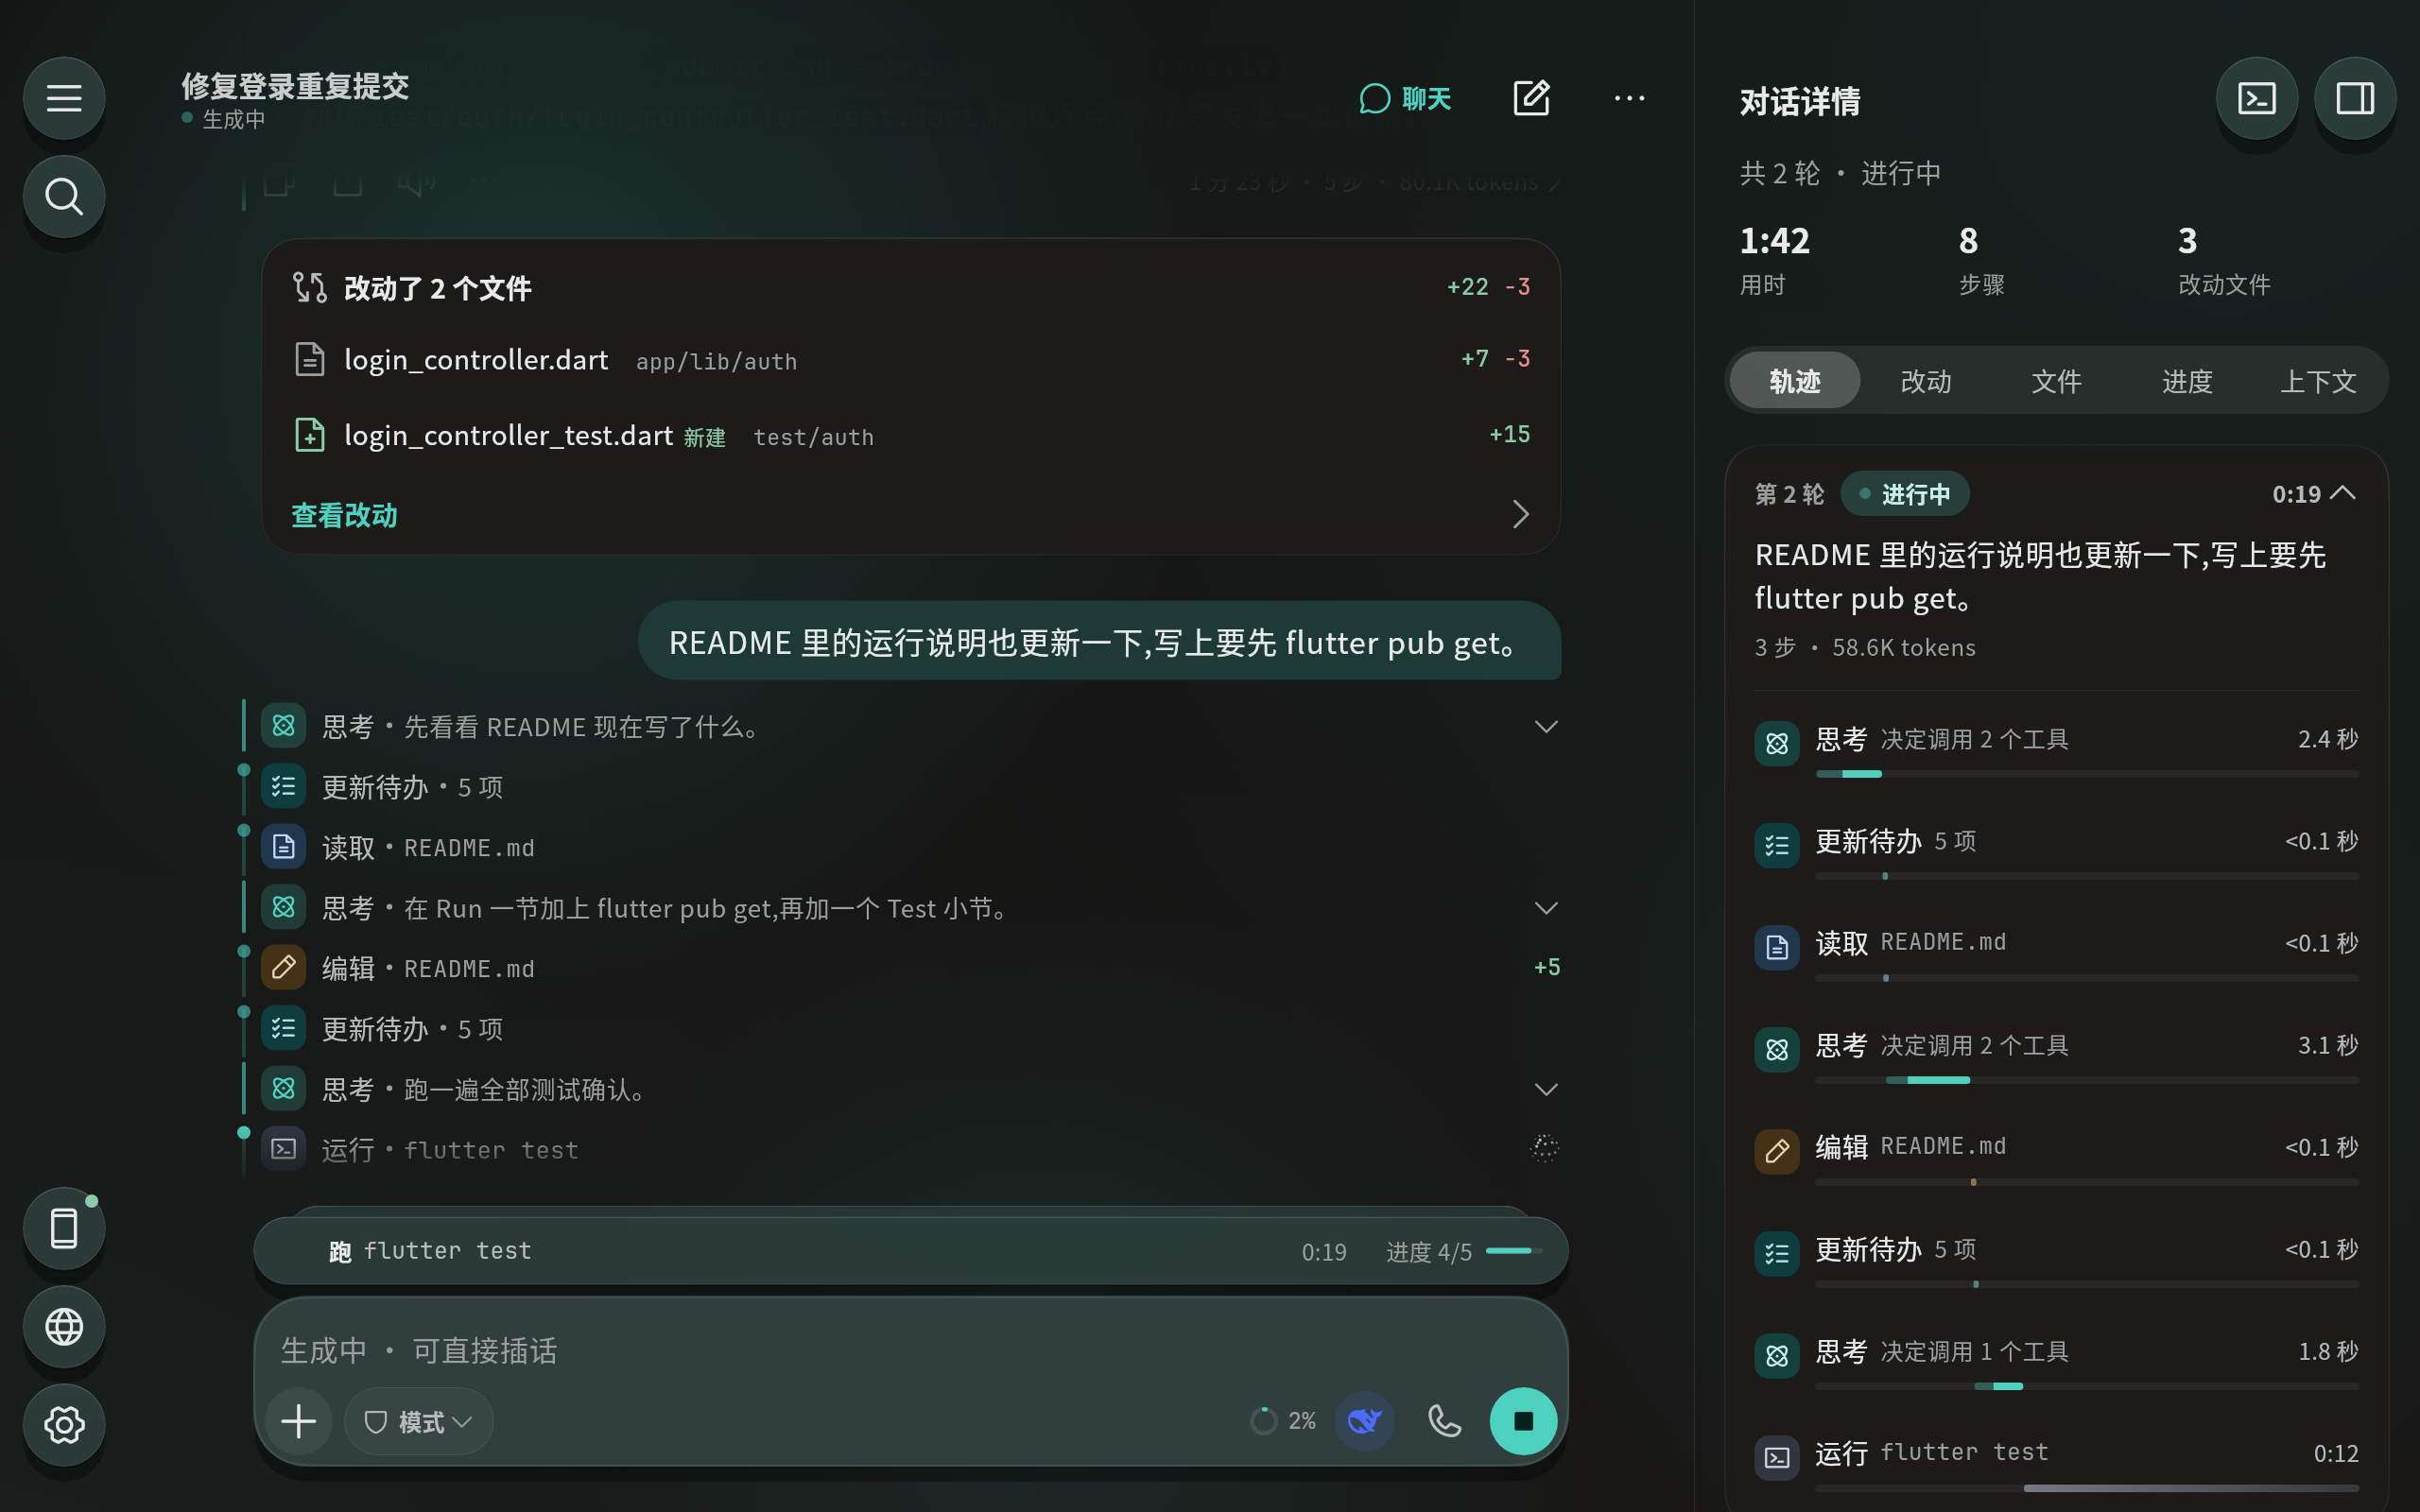 修复登录重复提交
生成中
聊天
1 分 23 秒 · 5 步 · 80.1K tokens
改动了 2 个文件 +22 -3
login_controller.dart app/lib/auth +7 -3
login_controller_test.dart 新建 test/auth +15
查看改动
README 里的运行说明也更新一下,写上要先 flutter pub get。
思考 · 先看看 README 现在写了什么。
更新待办 · 5 项
读取 · README.md
思考 · 在 Run 一节加上 flutter pub get,再加一个 Test 小节。
编辑 · README.md +5
更新待办 · 5 项
思考 · 跑一遍全部测试确认。
运行 · flutter test
跑 flutter test 0:19 进度 4/5
生成中 · 可直接插话
模式 2%
对话详情
共 2 轮 · 进行中
1:42 8 3
用时 步骤 改动文件
轨迹 改动 文件 进度 上下文
第 2 轮 进行中 0:19
README 里的运行说明也更新一下,写上要先
flutter pub get。
3 步 · 58.6K tokens
思考 决定调用 2 个工具 2.4 秒
更新待办 5 项 <0.1 秒
读取 README.md <0.1 秒
思考 决定调用 2 个工具 3.1 秒
编辑 README.md <0.1 秒
更新待办 5 项 <0.1 秒
思考 决定调用 1 个工具 1.8 秒
运行 flutter test 0:12